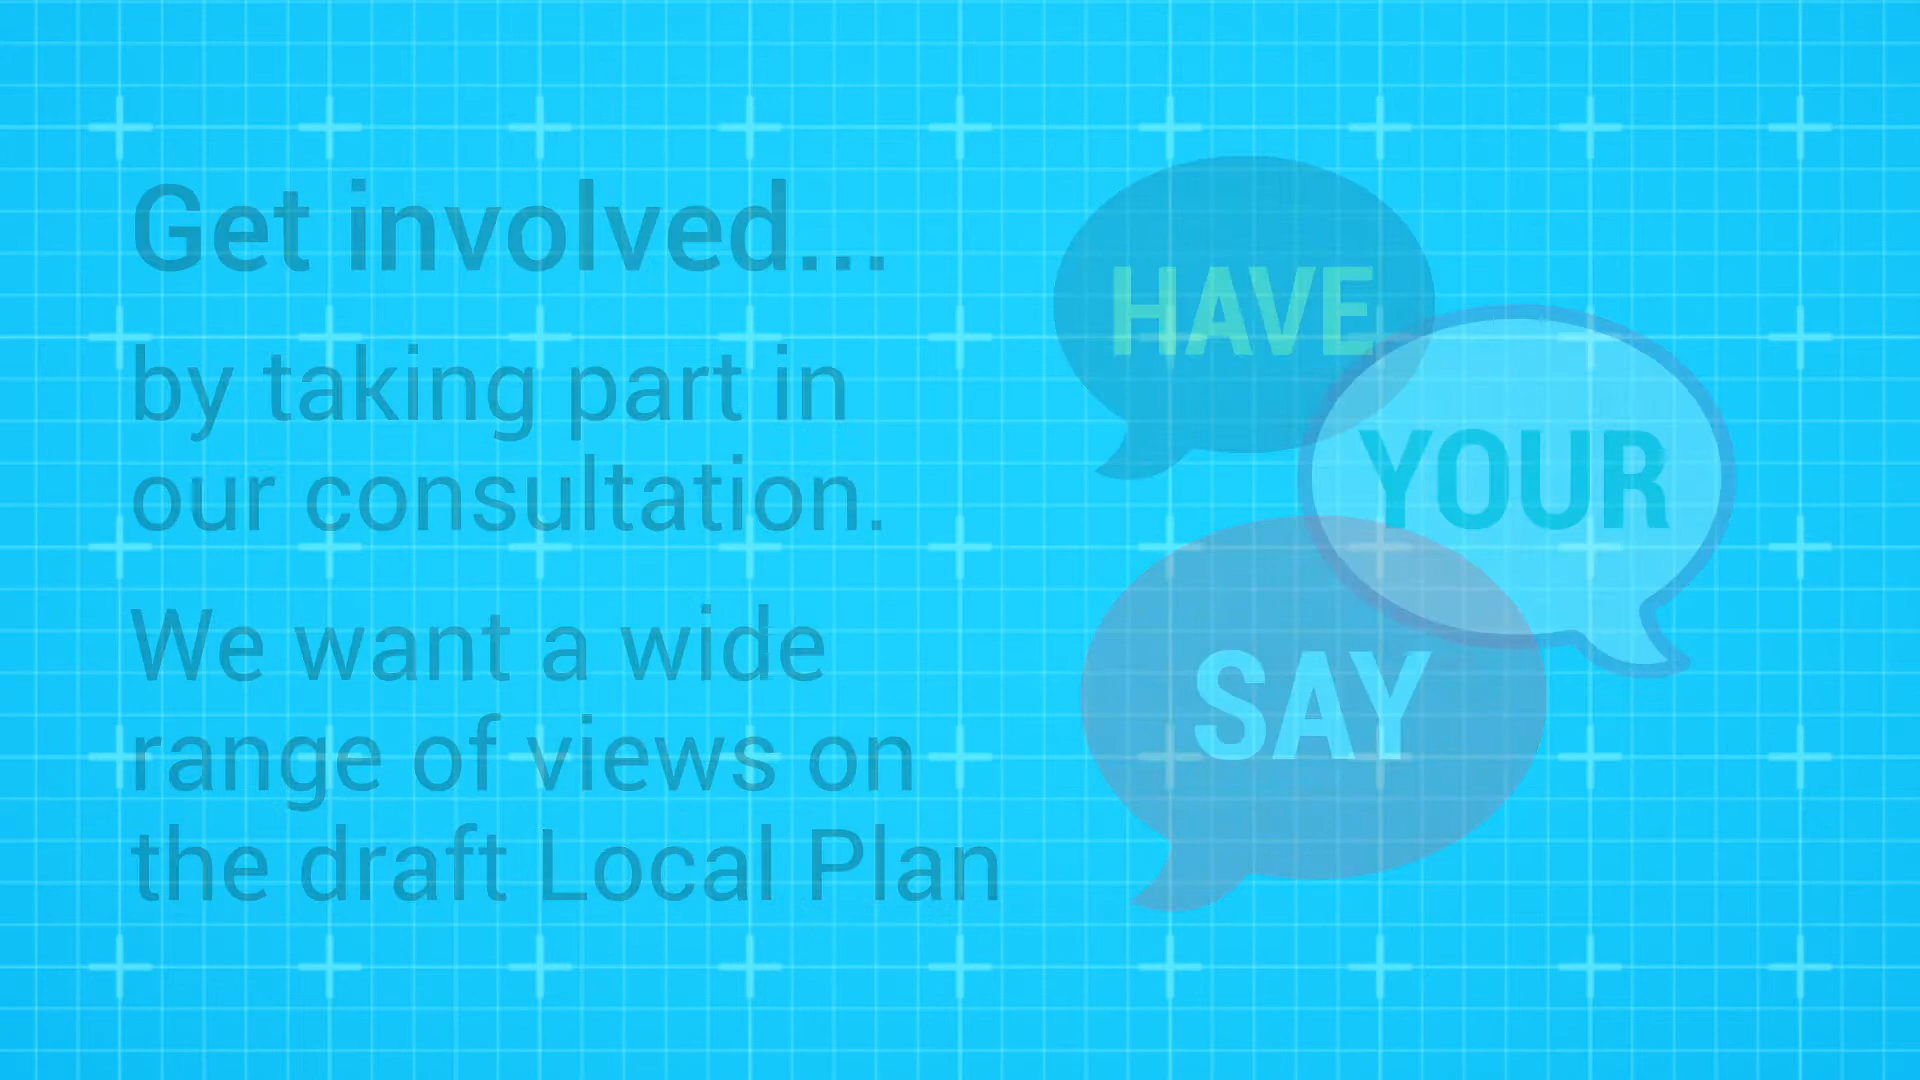 Get involved...
by taking part in
our consultation.
We want a wide
range of views on
the draft Local Plan
HAVE
YOUR
SAY